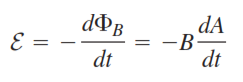 ℰ = − dΦ_B/dt = −B dA/dt